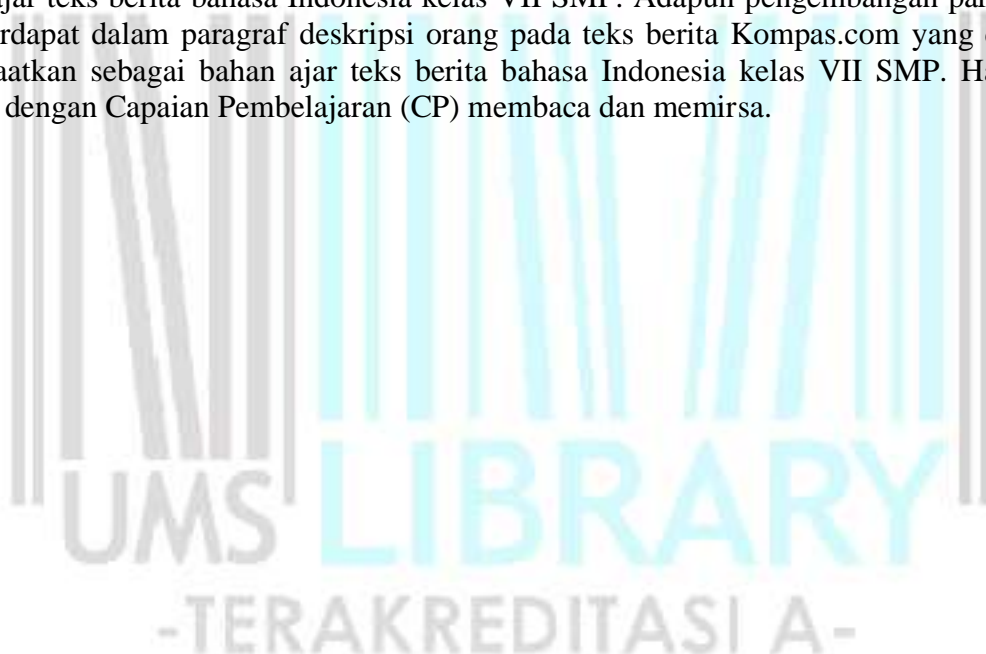 ajar teks berita bahasa Indonesia kelas VII SMP. Adapun pengembangan par
rdapat dalam paragraf deskripsi orang pada teks berita Kompas.com yang
aatkan sebagai bahan ajar teks berita bahasa Indonesia kelas VII SMP. Ha
dengan Capaian Pembelajaran (CP) membaca dan memirsa.
UMS LIBRARY
-TERAKREDITASI A-